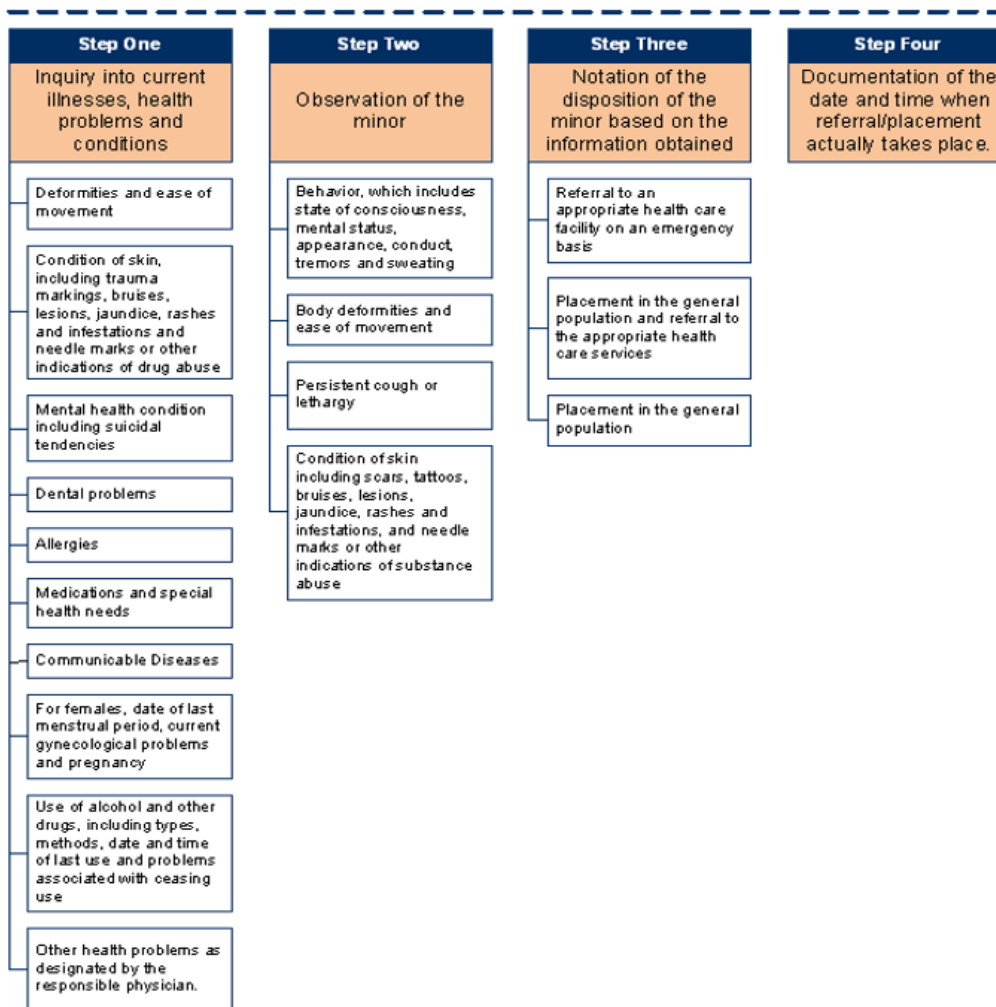 Step One
Inquiry into current
illnesses, health
problems and
conditions
Deformities and ease of
movement
Condition of skin,
including trauma
markings, bruises,
lesions, jaundice, rashes
and infestations and
needle marks or other
indications of drug abuse
Mental health condition
including suicidal
tendencies
Dental problems
Allergies
Medications and special
health needs
Communicable Diseases
For females, date of last
menstrual period, current
gynecological problems
and pregnancy
Use of alcohol and other
drugs, including types,
methods, date and time
of last use and problems
associated with ceasing
use
Other health problems as
designated by the
responsible physician.
Step Two
Observation of the
minor
Behavior, which includes
state of consciousness,
mental status,
appearance, conduct,
tremors and sweating
Body deformities and
ease of movement
Persistent cough or
lethargy
Condition of skin
including scars, tattoos,
bruises, lesions,
jaundice, rashes and
infestations, and needle
marks or other
indications of substance
abuse
Step Three
Notation of the
disposition of the
minor based on the
information obtained
Referral to an
appropriate health care
facility on an emergency
basis
Placement in the general
population and referral to
the appropriate health
care services
Placement in the general
population
Step Four
Documentation of the
date and time when
referral/placement
actually takes place.